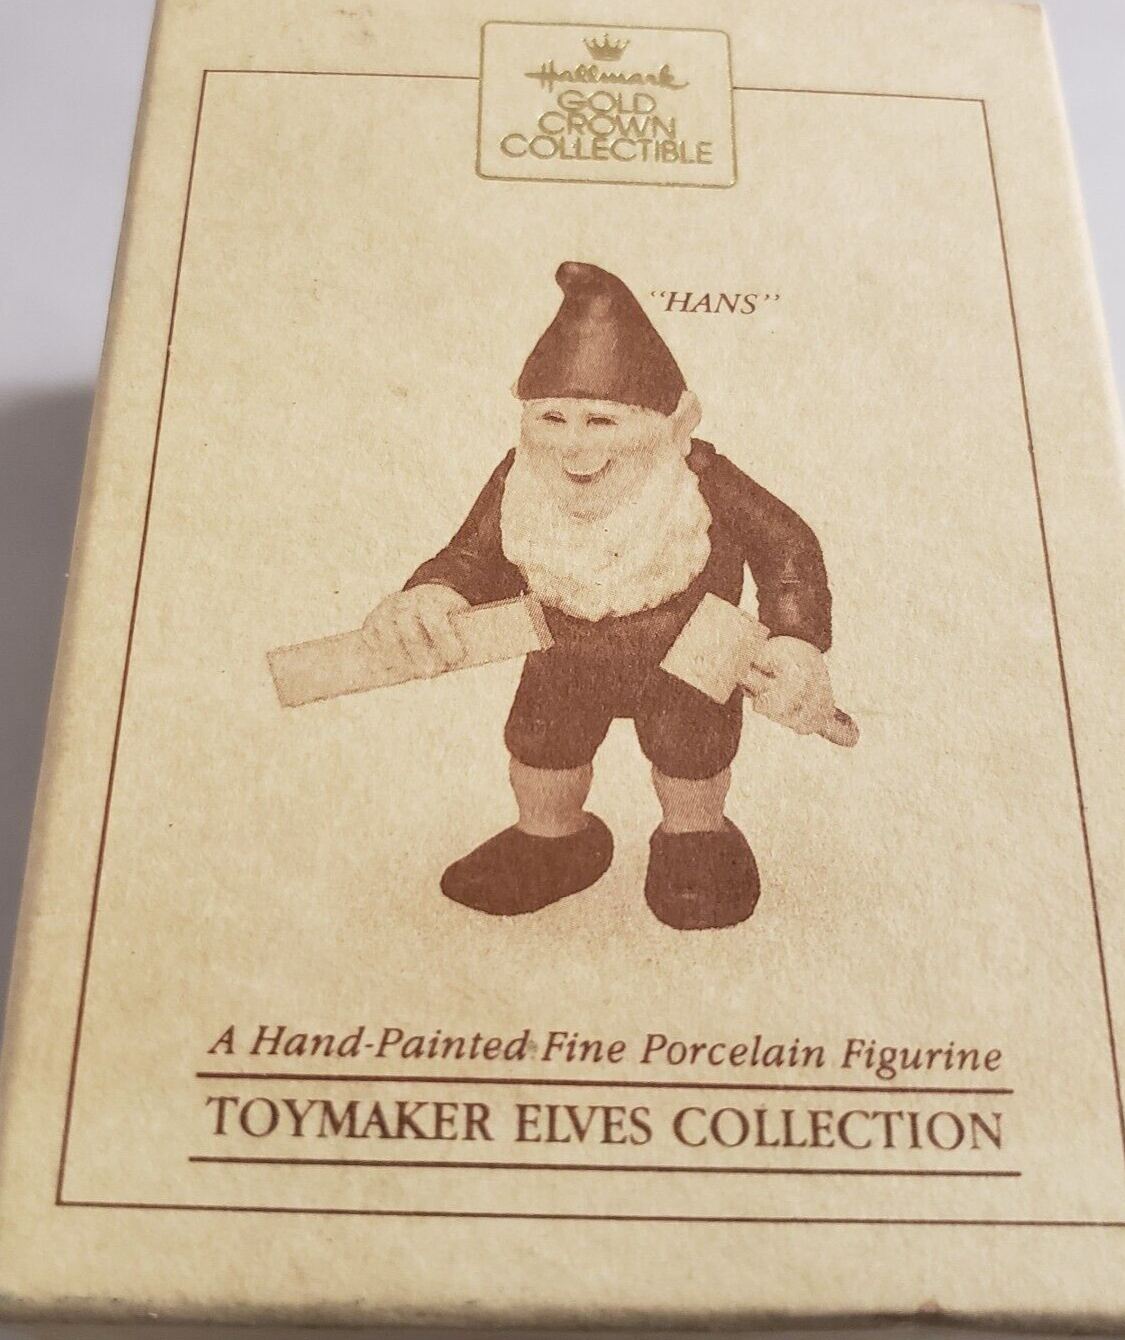 Hallmark
GOLD
CROWN
COLLECTIBLE
“HANS”
A Hand-Painted Fine Porcelain Figurine
TOYMAKER ELVES COLLECTION